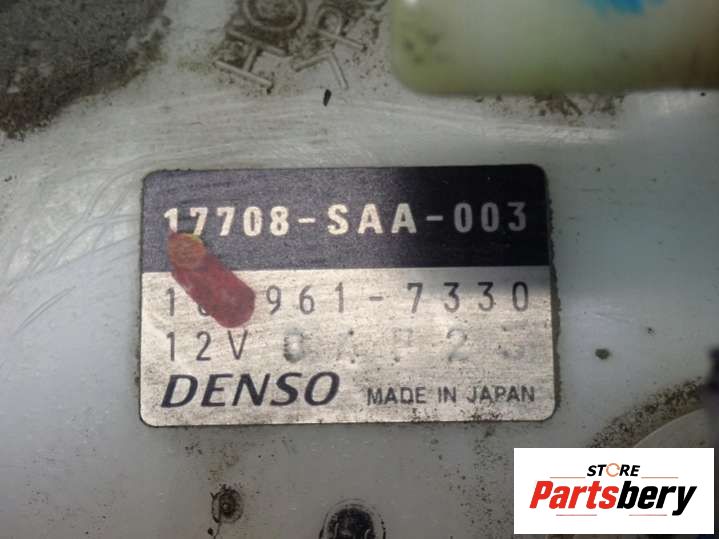 17708-SAA-003
961-7330
12V
DENSO MADE IN JAPAN
STORE
Partsbery